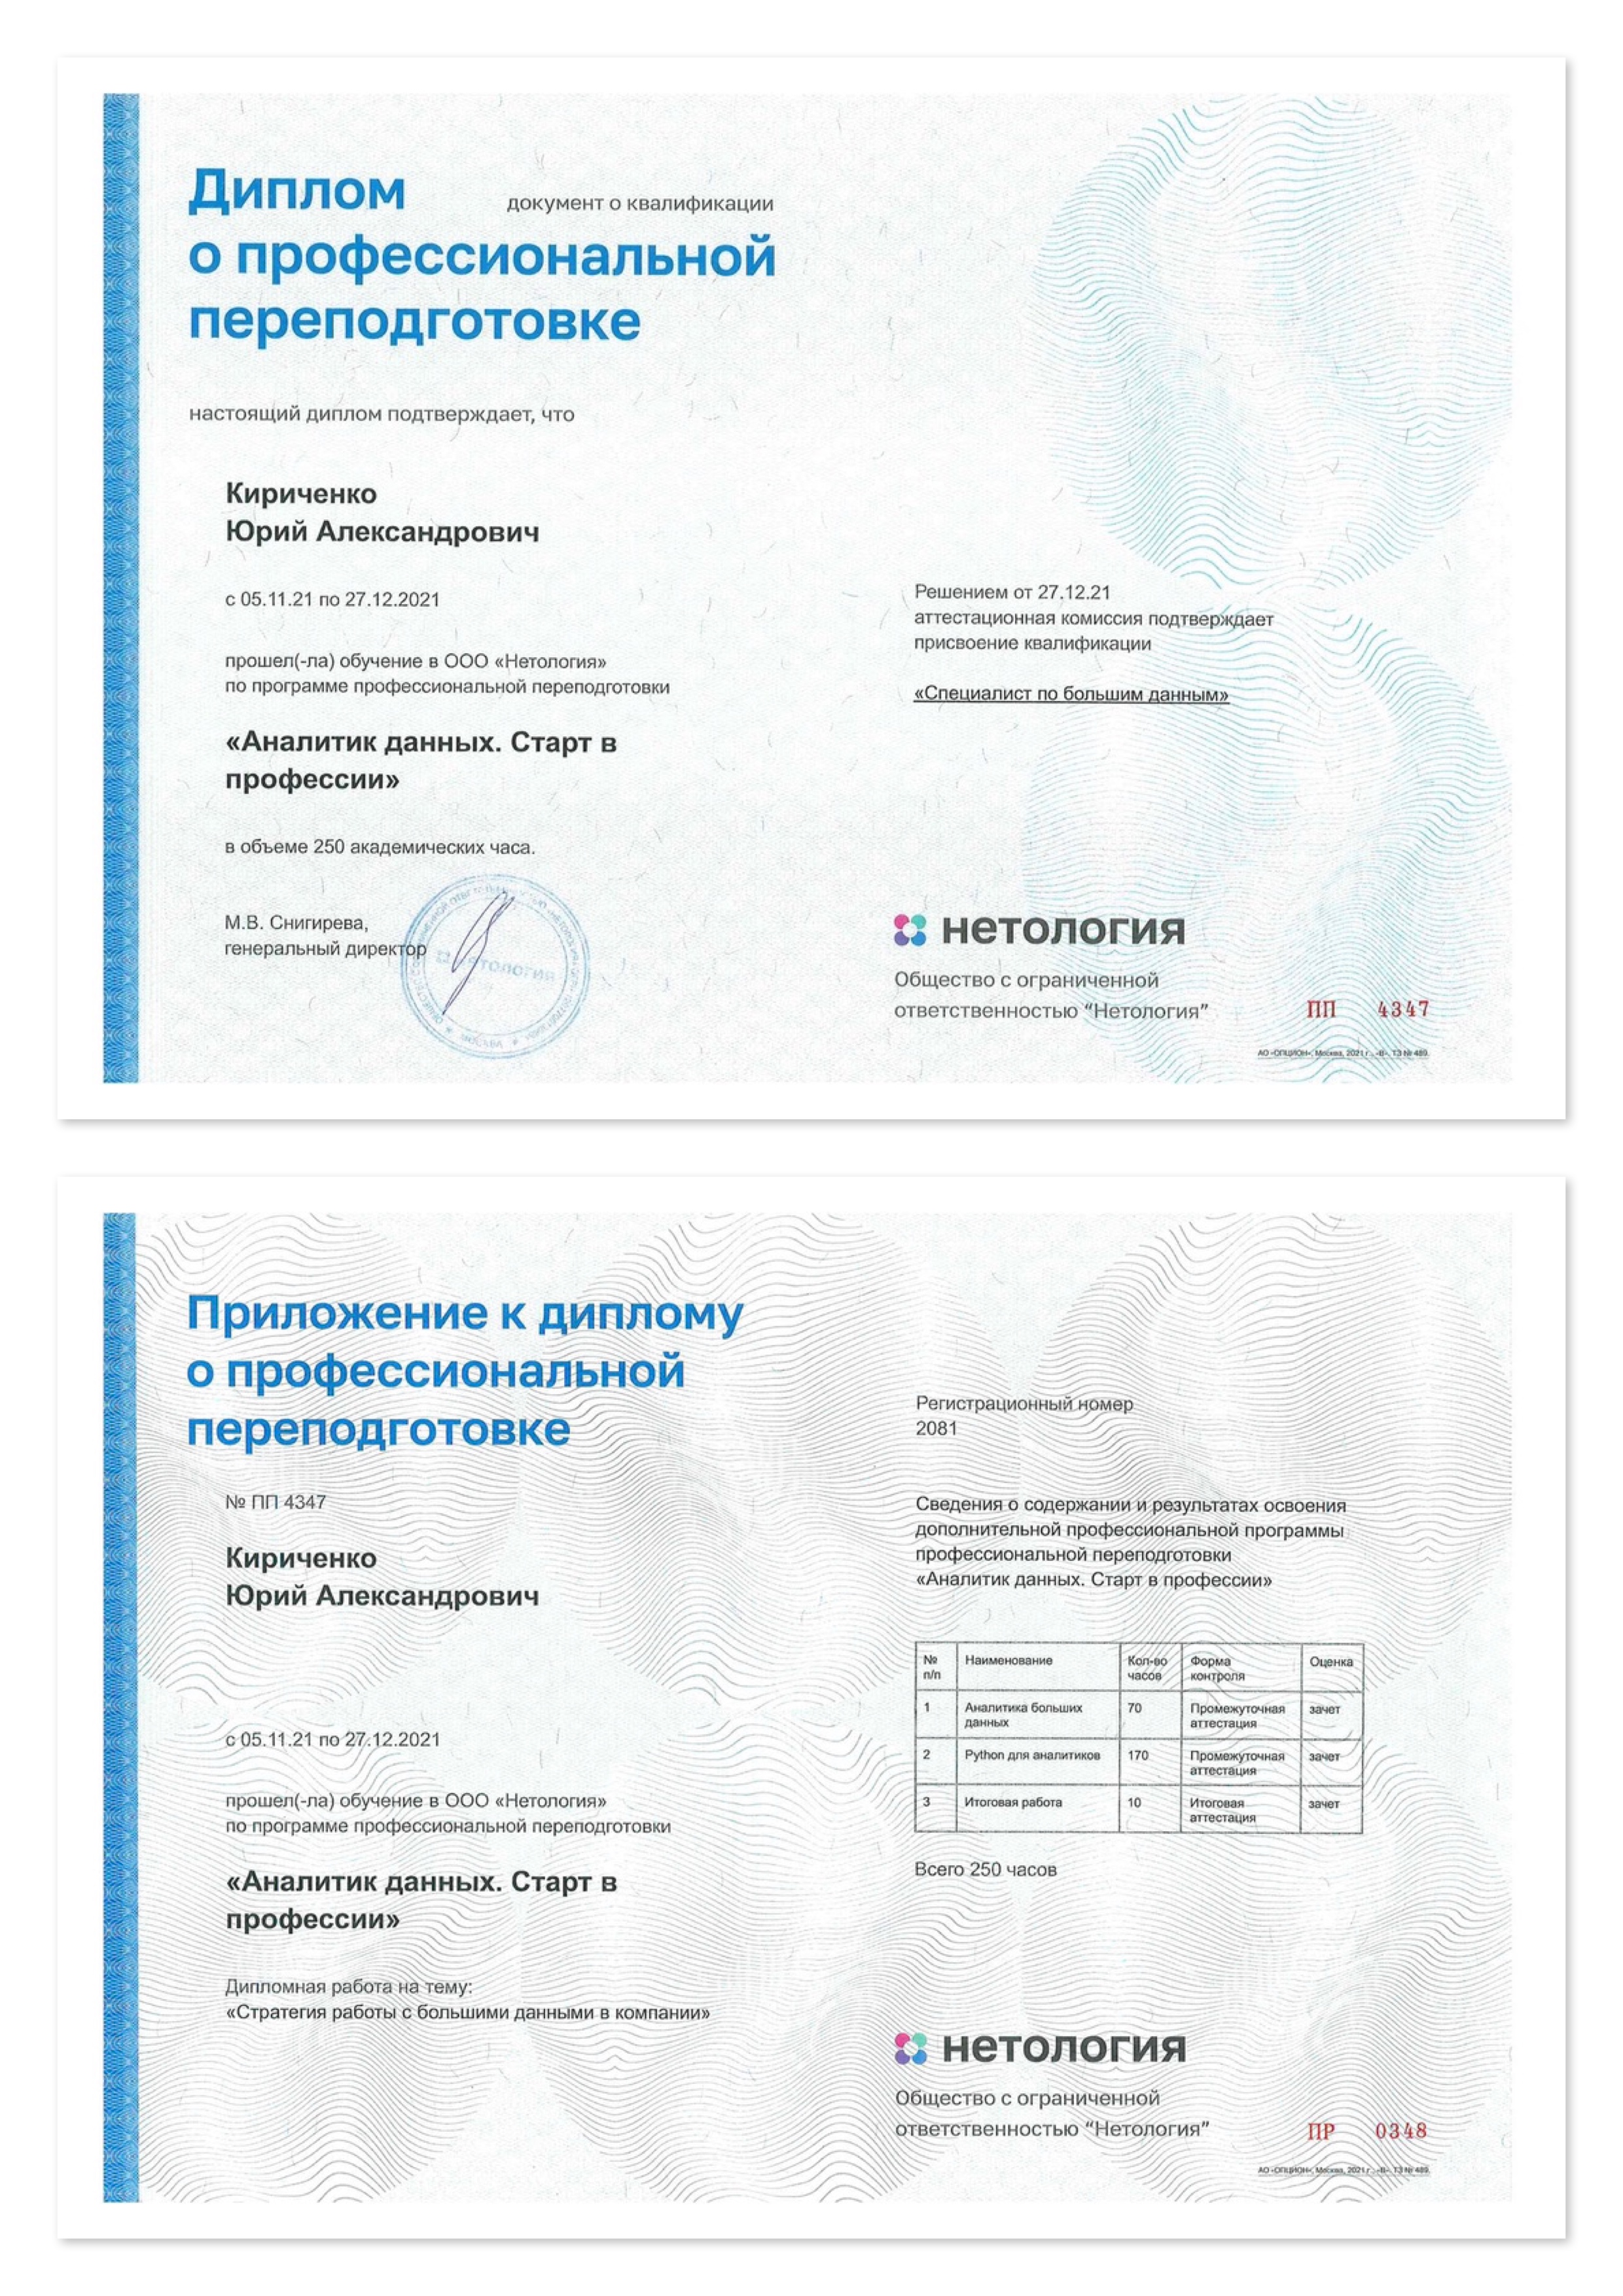 Диплом
документ о квалификации
о профессиональной
переподготовке
настоящий диплом подтверждает, что
Кириченко
Юрий Александрович
с 05.11.21 по 27.12.2021
прошел(-ла) обучение в ООО «Нетология»
по программе профессиональной переподготовки
«Аналитик данных. Старт в
профессии»
в объеме 250 академических часа.
М.В. Снигирева,
генеральный директор
нетология
МОСКВА
Решением от 27.12.21
аттестационная комиссия подтверждает
присвоение квалификации
«Специалист по большим данным»
нетология
Общество с ограниченной
ответственностью “Нетология”
ПП 4347
АО «ОПЦИОН», Москва, 2021 г., «В». ТЗ № 489.
Приложение к диплому
о профессиональной
переподготовке
№ ПП 4347
Кириченко
Юрий Александрович
с 05.11.21 по 27.12.2021
прошел(-ла) обучение в ООО «Нетология»
по программе профессиональной переподготовки
«Аналитик данных. Старт в
профессии»
Дипломная работа на тему:
«Стратегия работы с большими данными в компании»
Регистрационный номер
2081
Сведения о содержании и результатах освоения
дополнительной профессиональной программы
профессиональной переподготовки
«Аналитик данных. Старт в профессии»
№ п/п Наименование Кол-во часов Форма контроля Оценка
1 Аналитика больших данных 70 Промежуточная аттестация зачет
2 Python для аналитиков 170 Промежуточная аттестация зачет
3 Итоговая работа 10 Итоговая аттестация зачет
Всего 250 часов
нетология
Общество с ограниченной
ответственностью “Нетология”
ПР 0348
АО «ОПЦИОН», Москва, 2021 г., «В». ТЗ № 489.